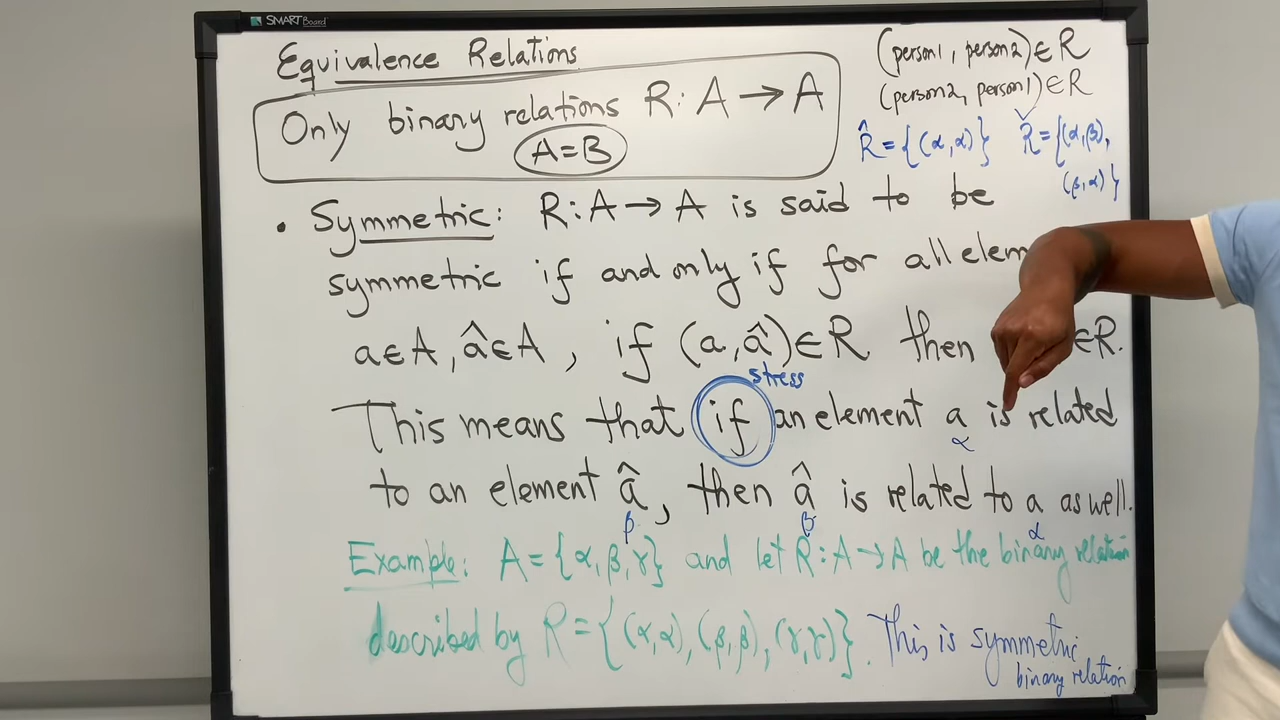 SMART Board
Equivalence Relations
Only binary relations R: A → A
A=B
(person1, person2) ∈ R
(person2, person1) ∈ R
R̂ = {(α,α)} Ř = {(α,β),
(β,α)}
• Symmetric: R: A → A is said to be
symmetric if and only if for all
a∈A, â∈A, if (a,â)∈R then ∈R.
stress
This means that if an element a is related
α
to an element â, then â is related to a as well.
β β α
Example: A = {α,β,γ} and let R: A → A be the binary relation
described by R = {(α,α),(β,β),(γ,γ)}. This is symmetric
binary relation